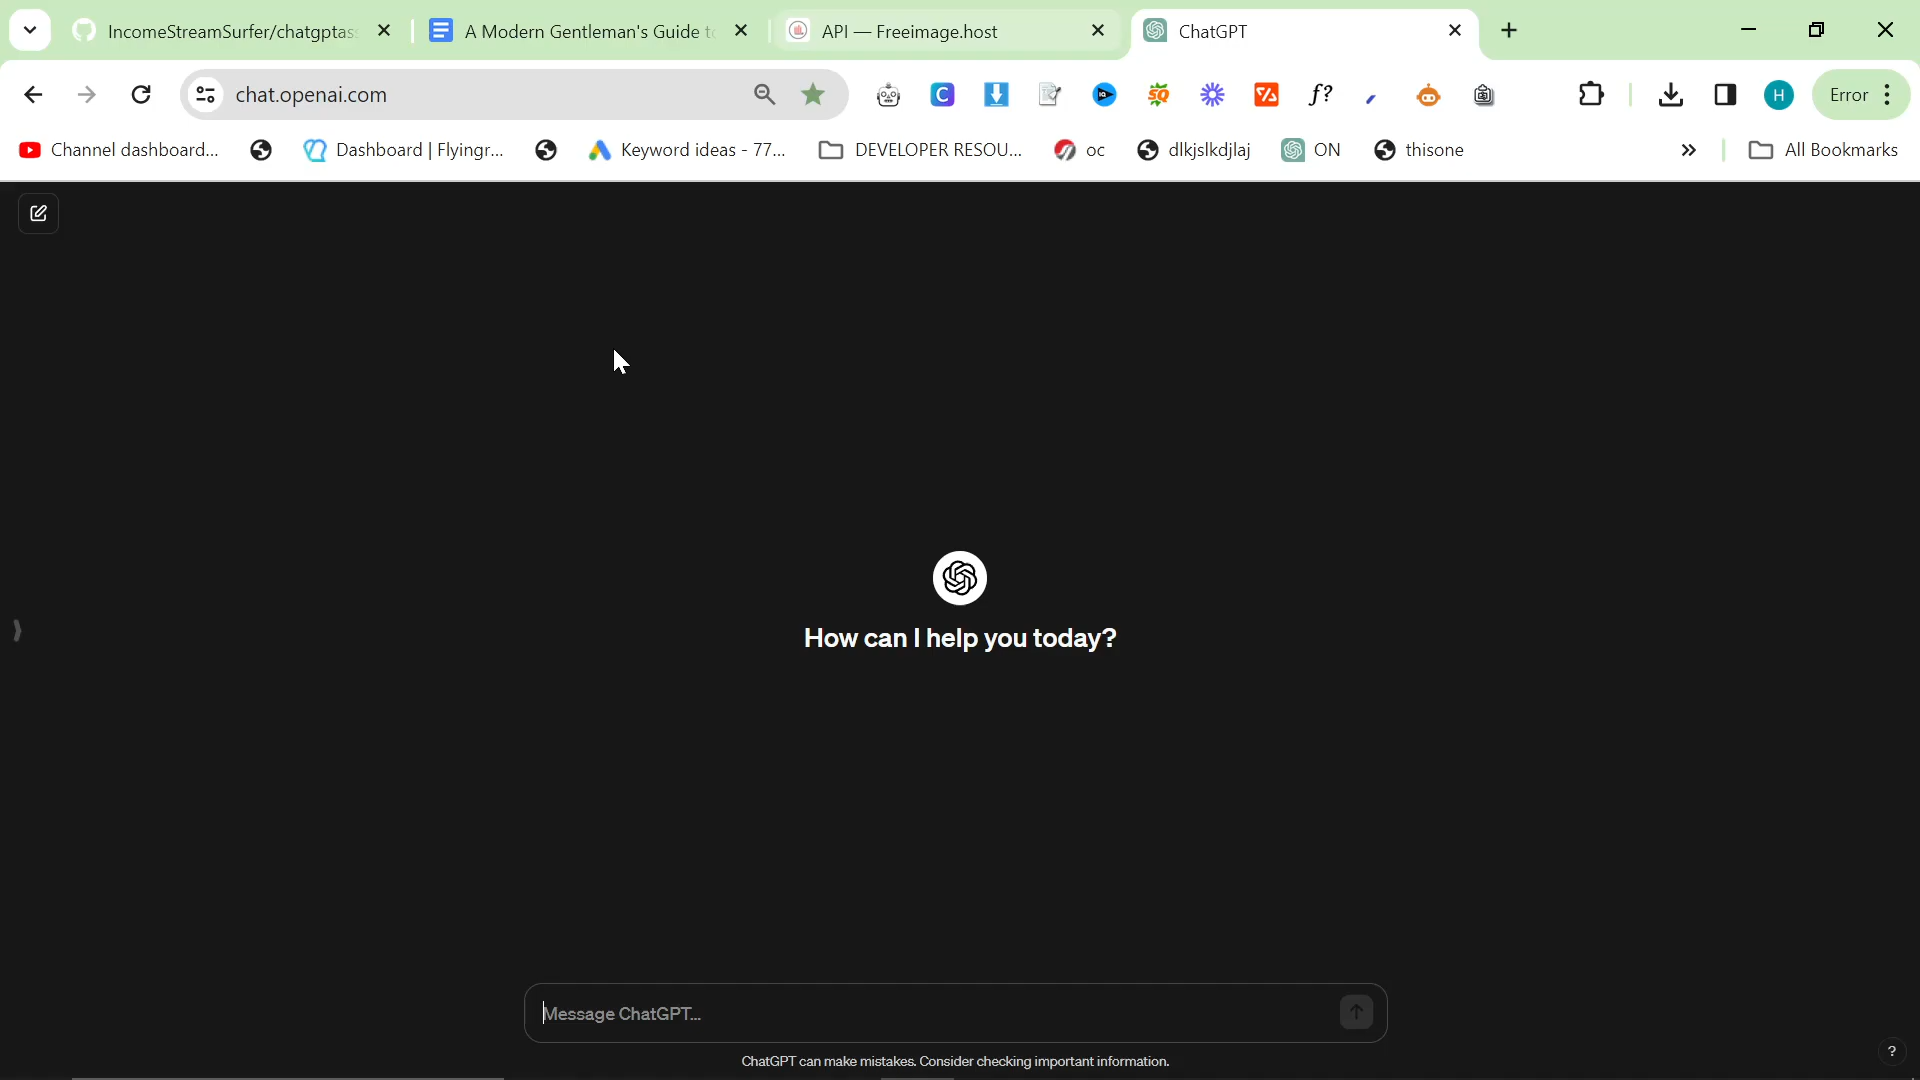 IncomeStreamSurfer/chatgptas
A Modern Gentleman's Guide to
API — Freeimage.host
ChatGPT
chat.openai.com
H
Error
Channel dashboard...
Dashboard | Flyingr...
Keyword ideas - 77...
DEVELOPER RESOU...
oc
dlkjslkdjlaj
ON
thisone
All Bookmarks
How can I help you today?
Message ChatGPT...
ChatGPT can make mistakes. Consider checking important information.
?